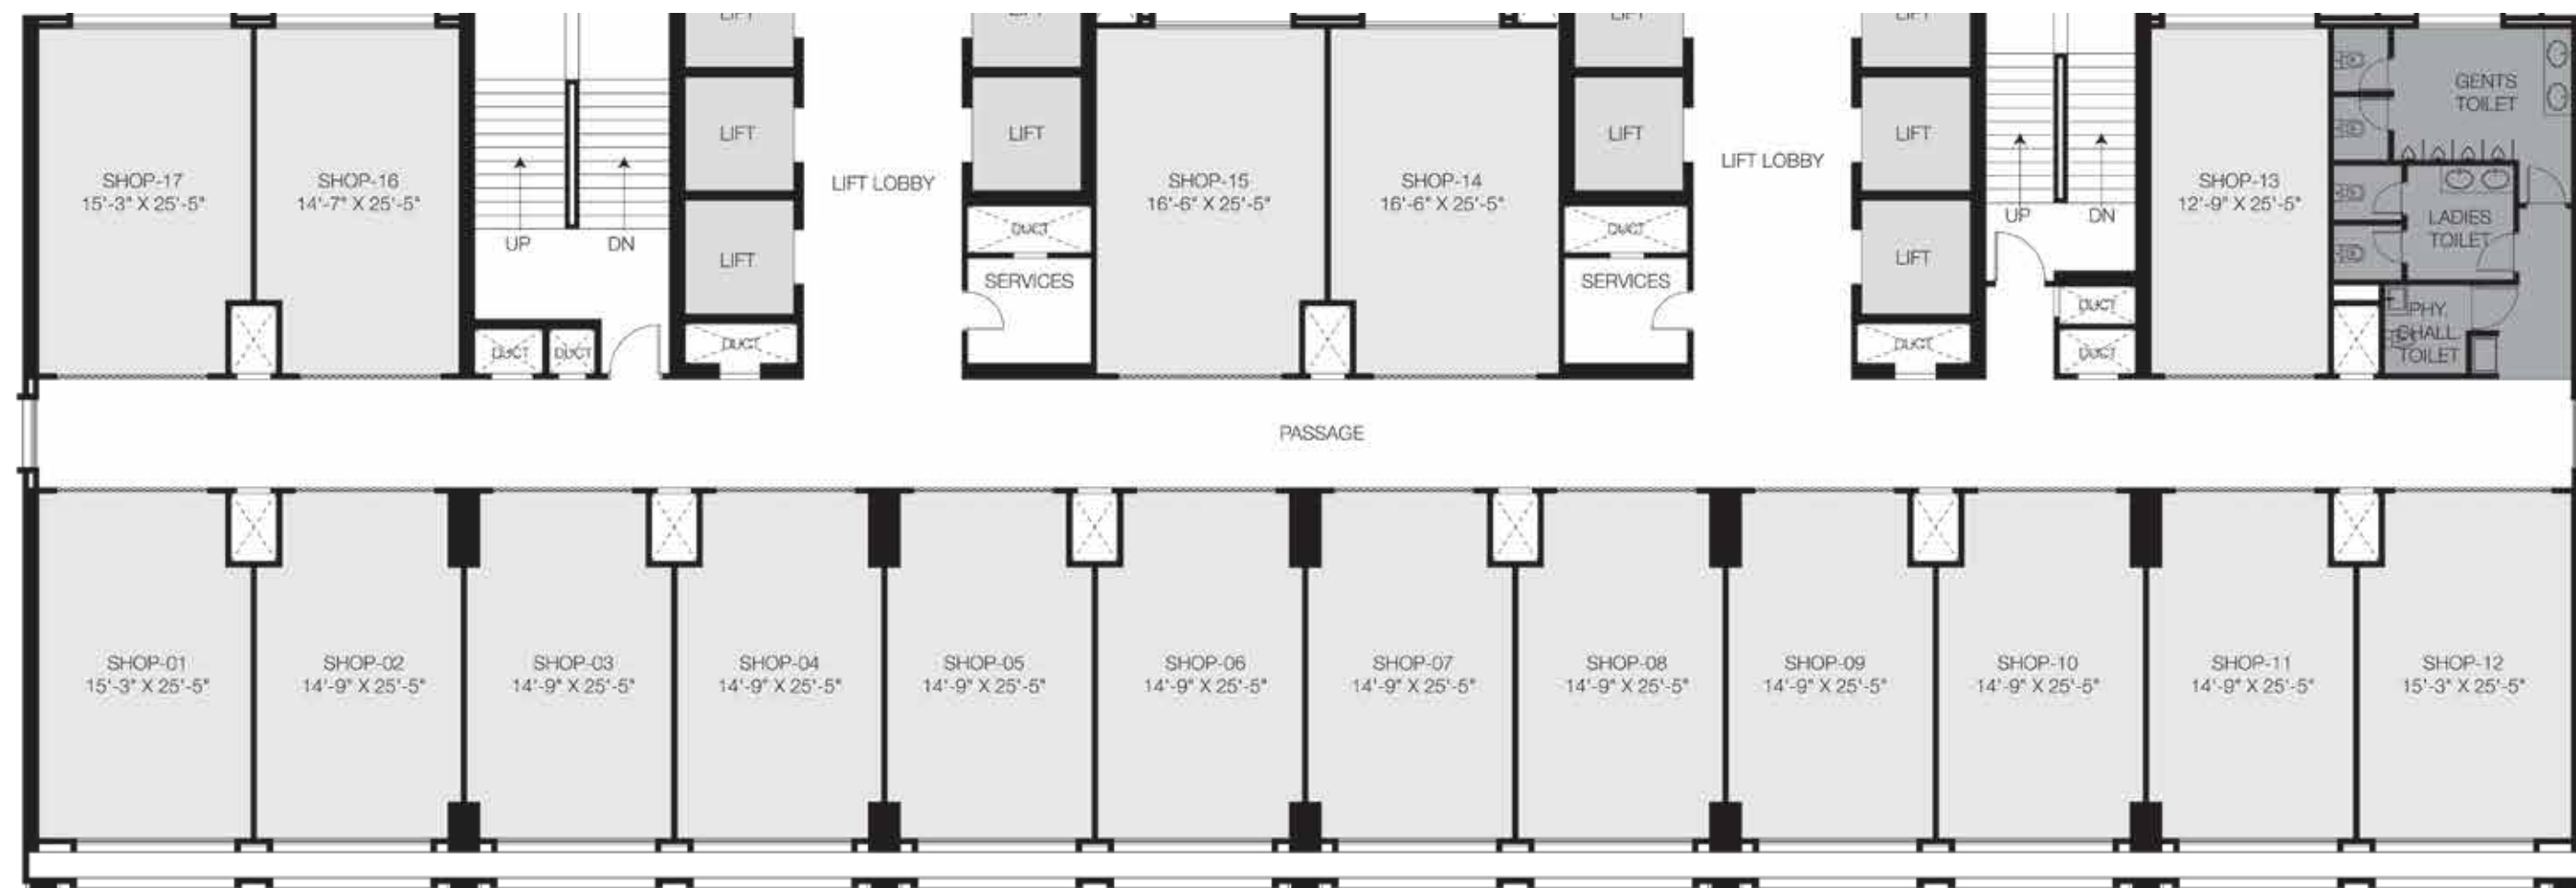 LIFT
LIFT
LIFT
LIFT
GENTS
TOILET
LIFT
LIFT
LIFT
LIFT
LIFT LOBBY
SHOP-17
15'-3" X 25'-5"
SHOP-16
14'-7" X 25'-5"
LIFT LOBBY
SHOP-15
16'-6" X 25'-5"
SHOP-14
16'-6" X 25'-5"
SHOP-13
12'-9" X 25'-5"
UP
DN
LADIES
TOILET
DUCT
DUCT
UP
DN
LIFT
LIFT
SERVICES
SERVICES
DUCT
PHY.
CHALL.
TOILET
DUCT
DUCT
DUCT
DUCT
DUCT
PASSAGE
SHOP-01
15'-3" X 25'-5"
SHOP-02
14'-9" X 25'-5"
SHOP-03
14'-9" X 25'-5"
SHOP-04
14'-9" X 25'-5"
SHOP-05
14'-9" X 25'-5"
SHOP-06
14'-9" X 25'-5"
SHOP-07
14'-9" X 25'-5"
SHOP-08
14'-9" X 25'-5"
SHOP-09
14'-9" X 25'-5"
SHOP-10
14'-9" X 25'-5"
SHOP-11
14'-9" X 25'-5"
SHOP-12
15'-3" X 25'-5"